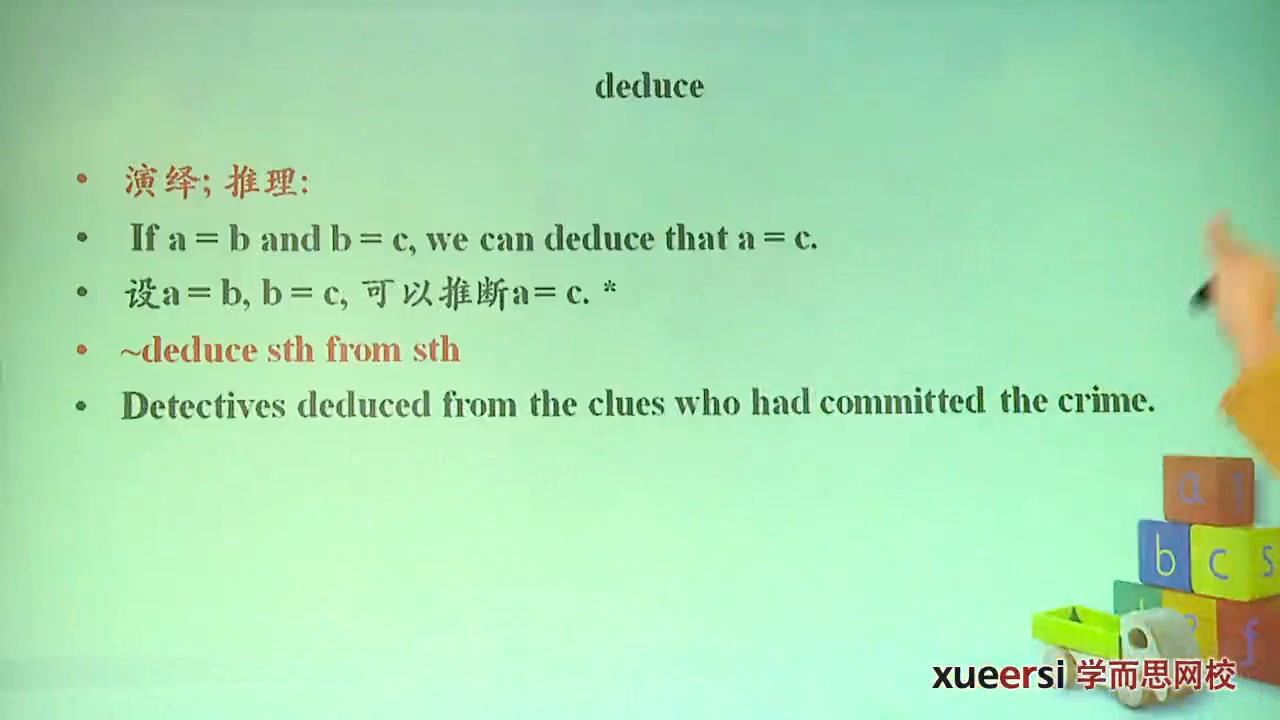 deduce
• 演绎; 推理:
• If a = b and b = c, we can deduce that a = c.
• 设a = b, b = c, 可以推断a = c. *
• ~deduce sth from sth
• Detectives deduced from the clues who had committed the crime.
a
b c s
f
xueersi 学而思网校